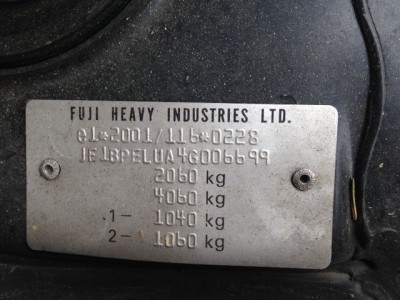 FUJI HEAVY INDUSTRIES LTD.
e1*2001/116*0228
JF1BPELUA4G006699
2060 kg
4060 kg
1- 1040 kg
2- 1060 kg